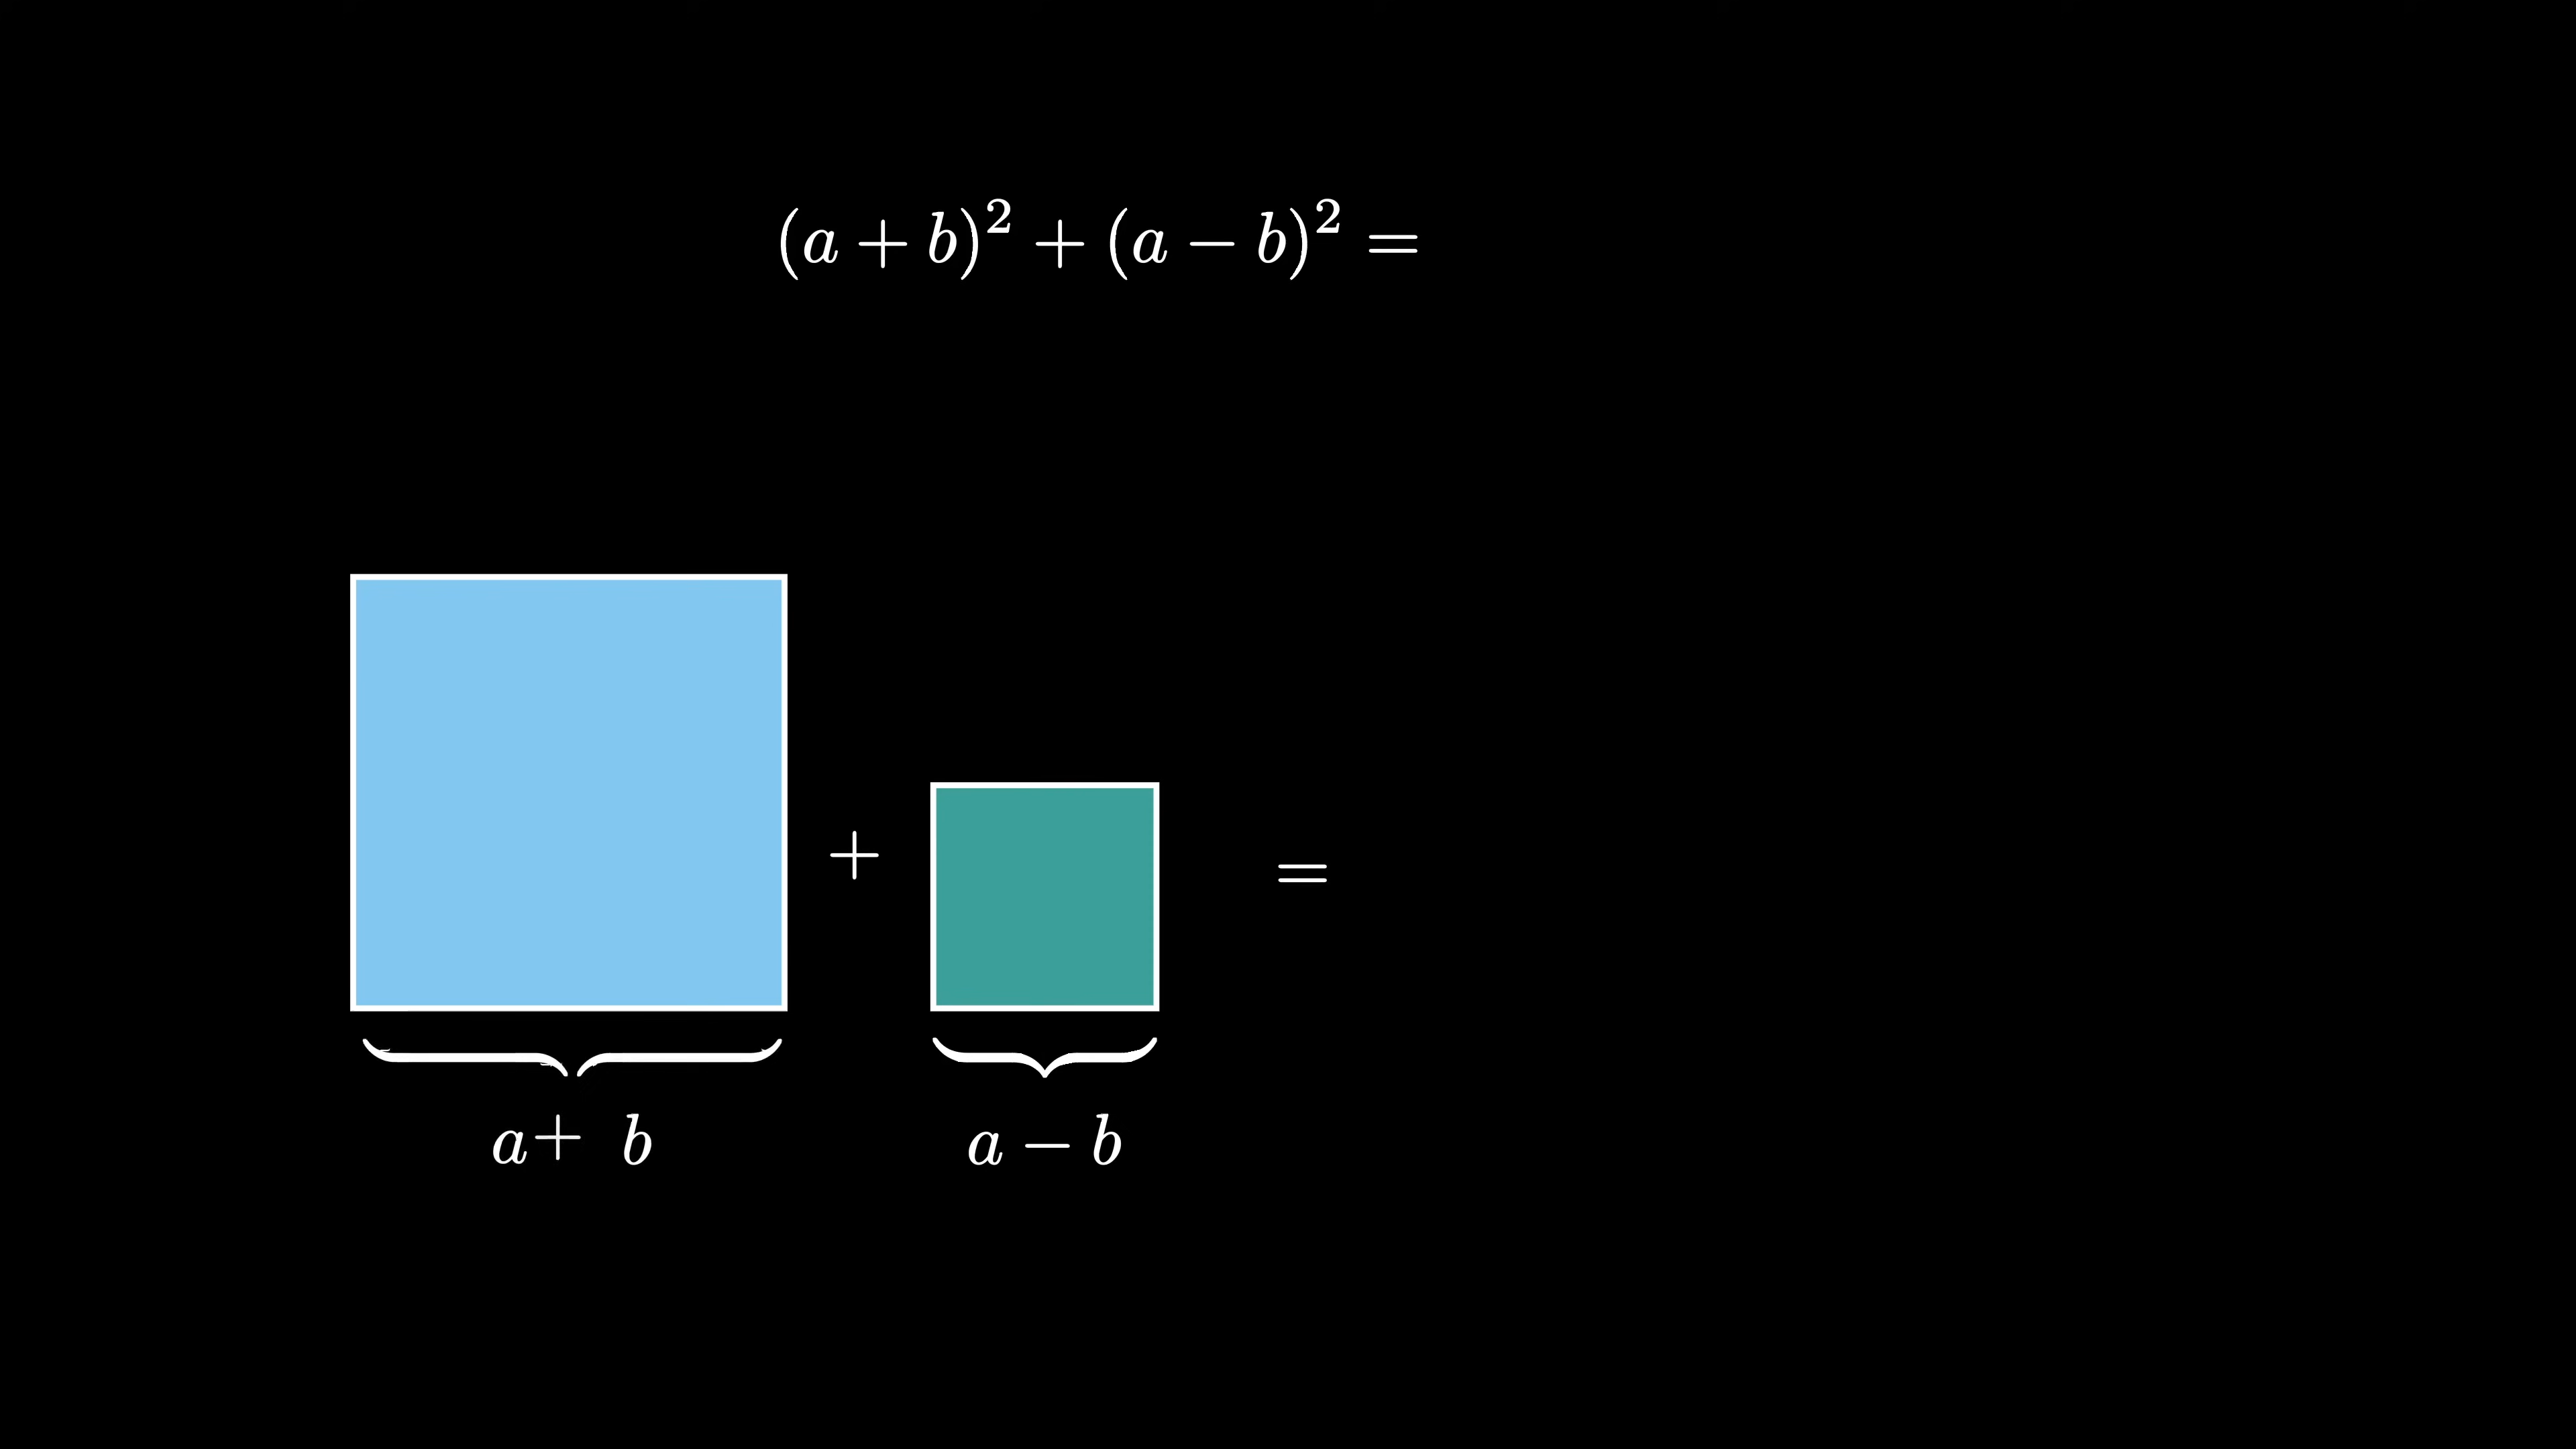 (a + b)² + (a − b)² =
+ =
a+ b a − b